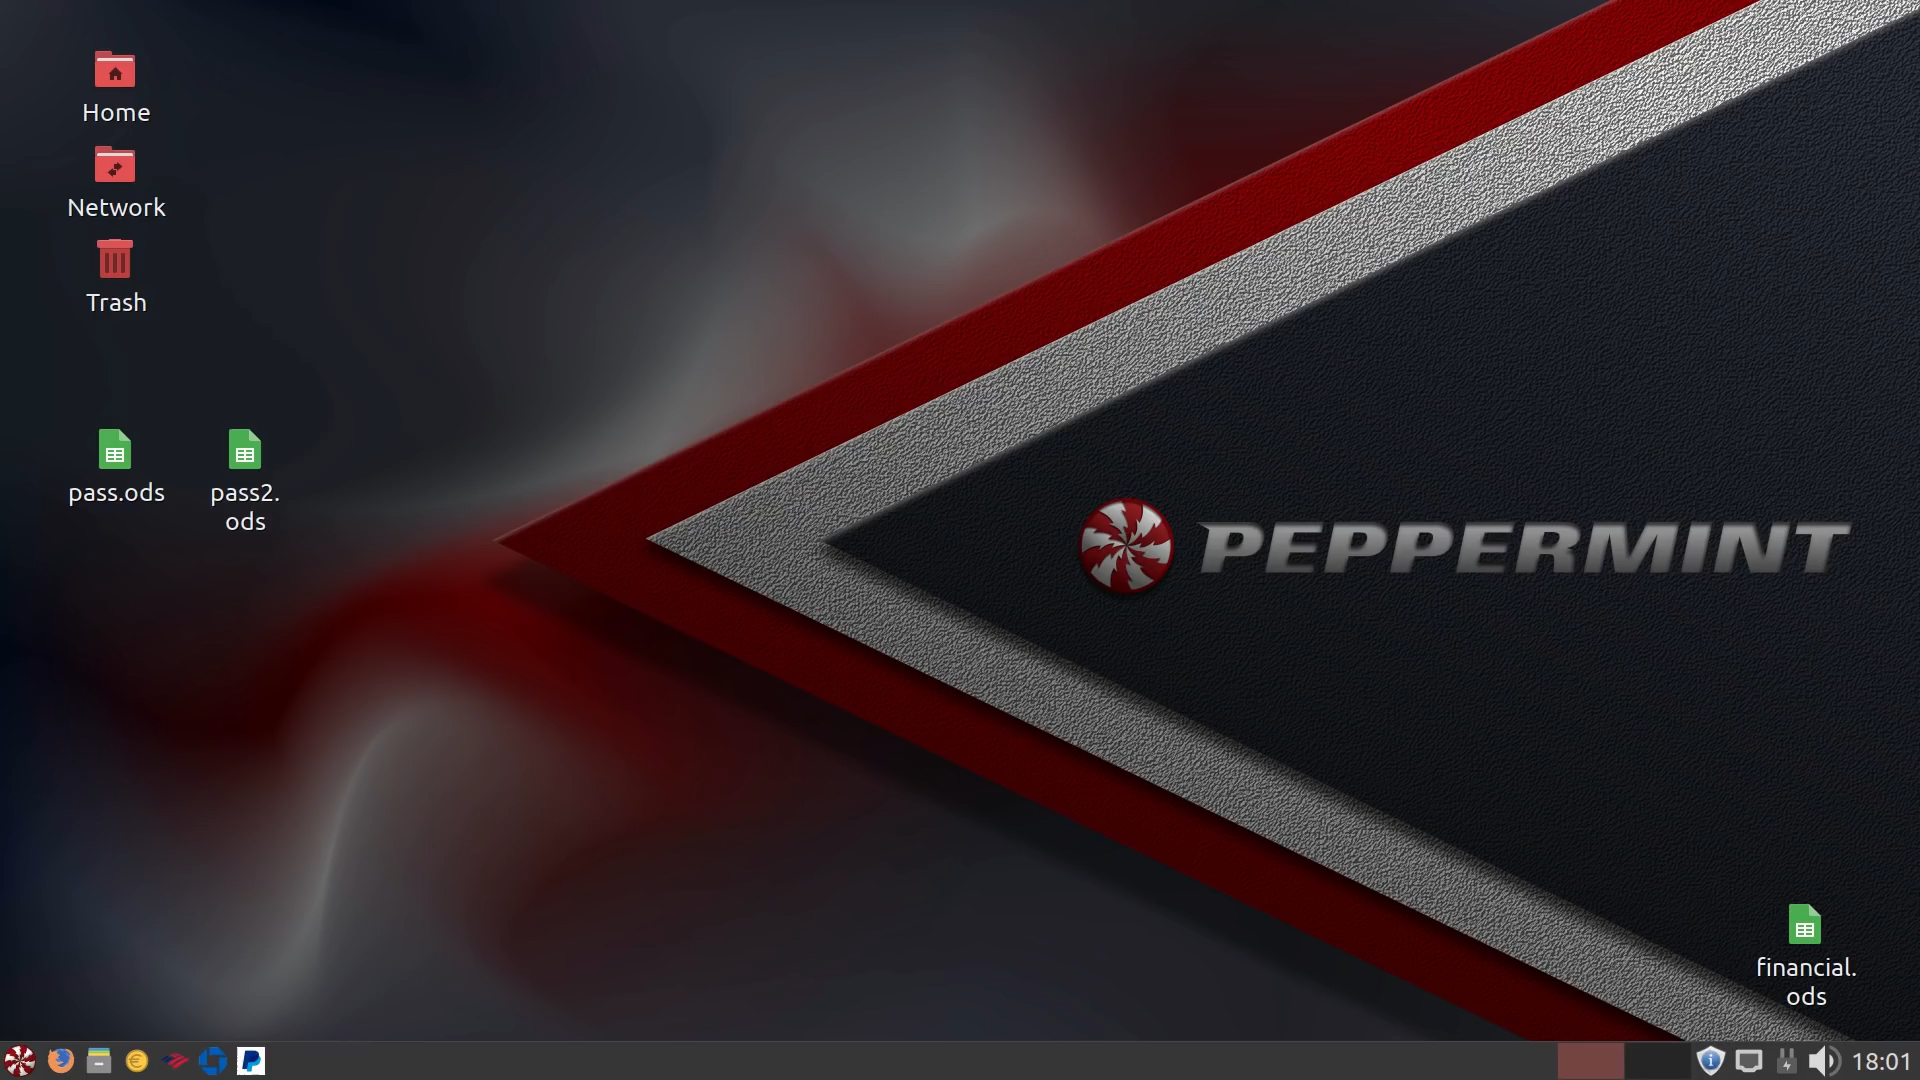 Home
Network
Trash
pass.ods
pass2.
ods
PEPPERMINT
financial.
ods
18:01